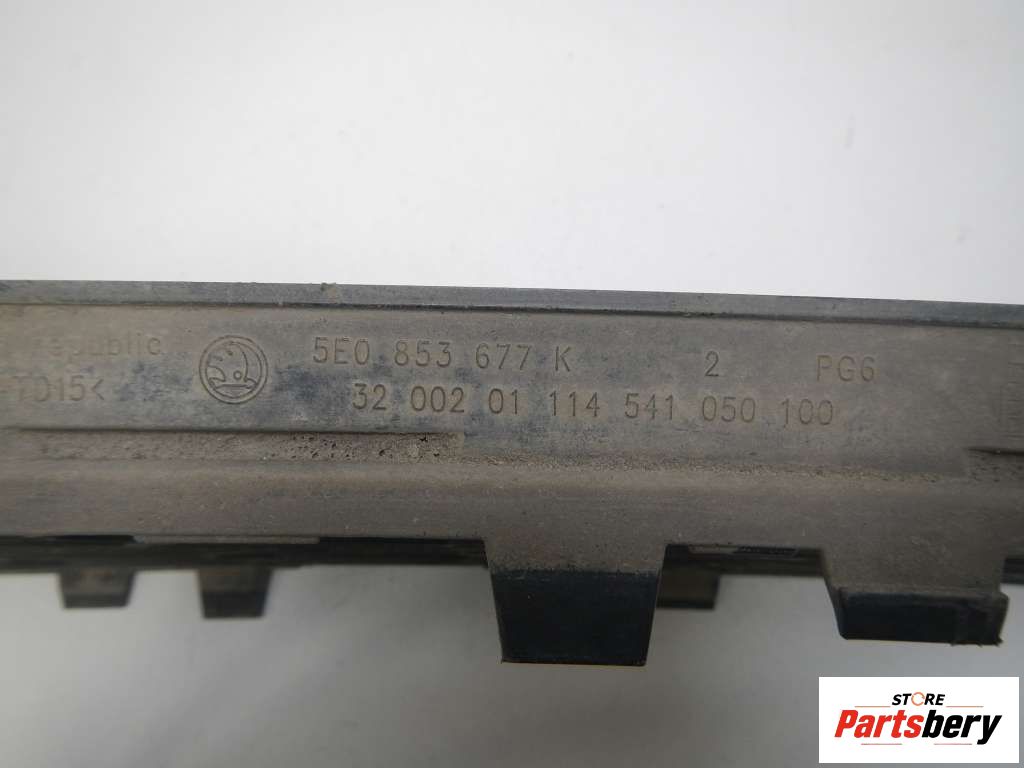 republic
TD15<
5E0 853 677 K 2 PG6
32 002 01 114 541 050 100
STORE
Partsbery